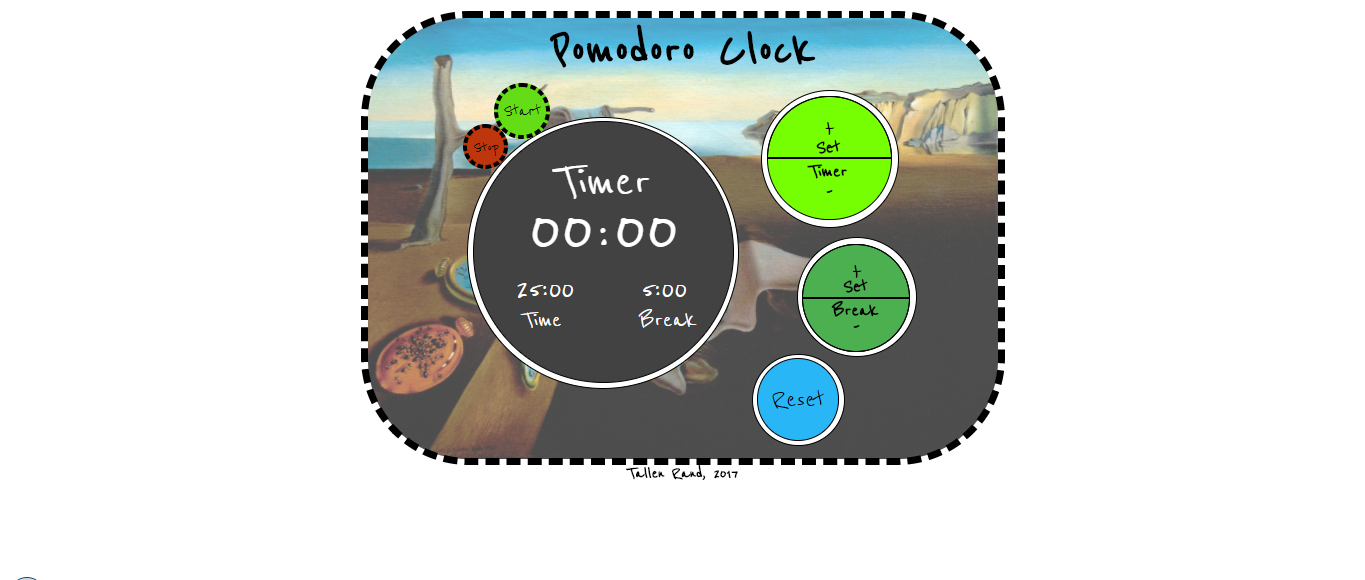 Pomodoro Clock
Start
Stop
Timer
00:00
25:00 5:00
Time Break
+
Set
Timer
-
+
Set
Break
-
Reset
Tallen Rand, 2017